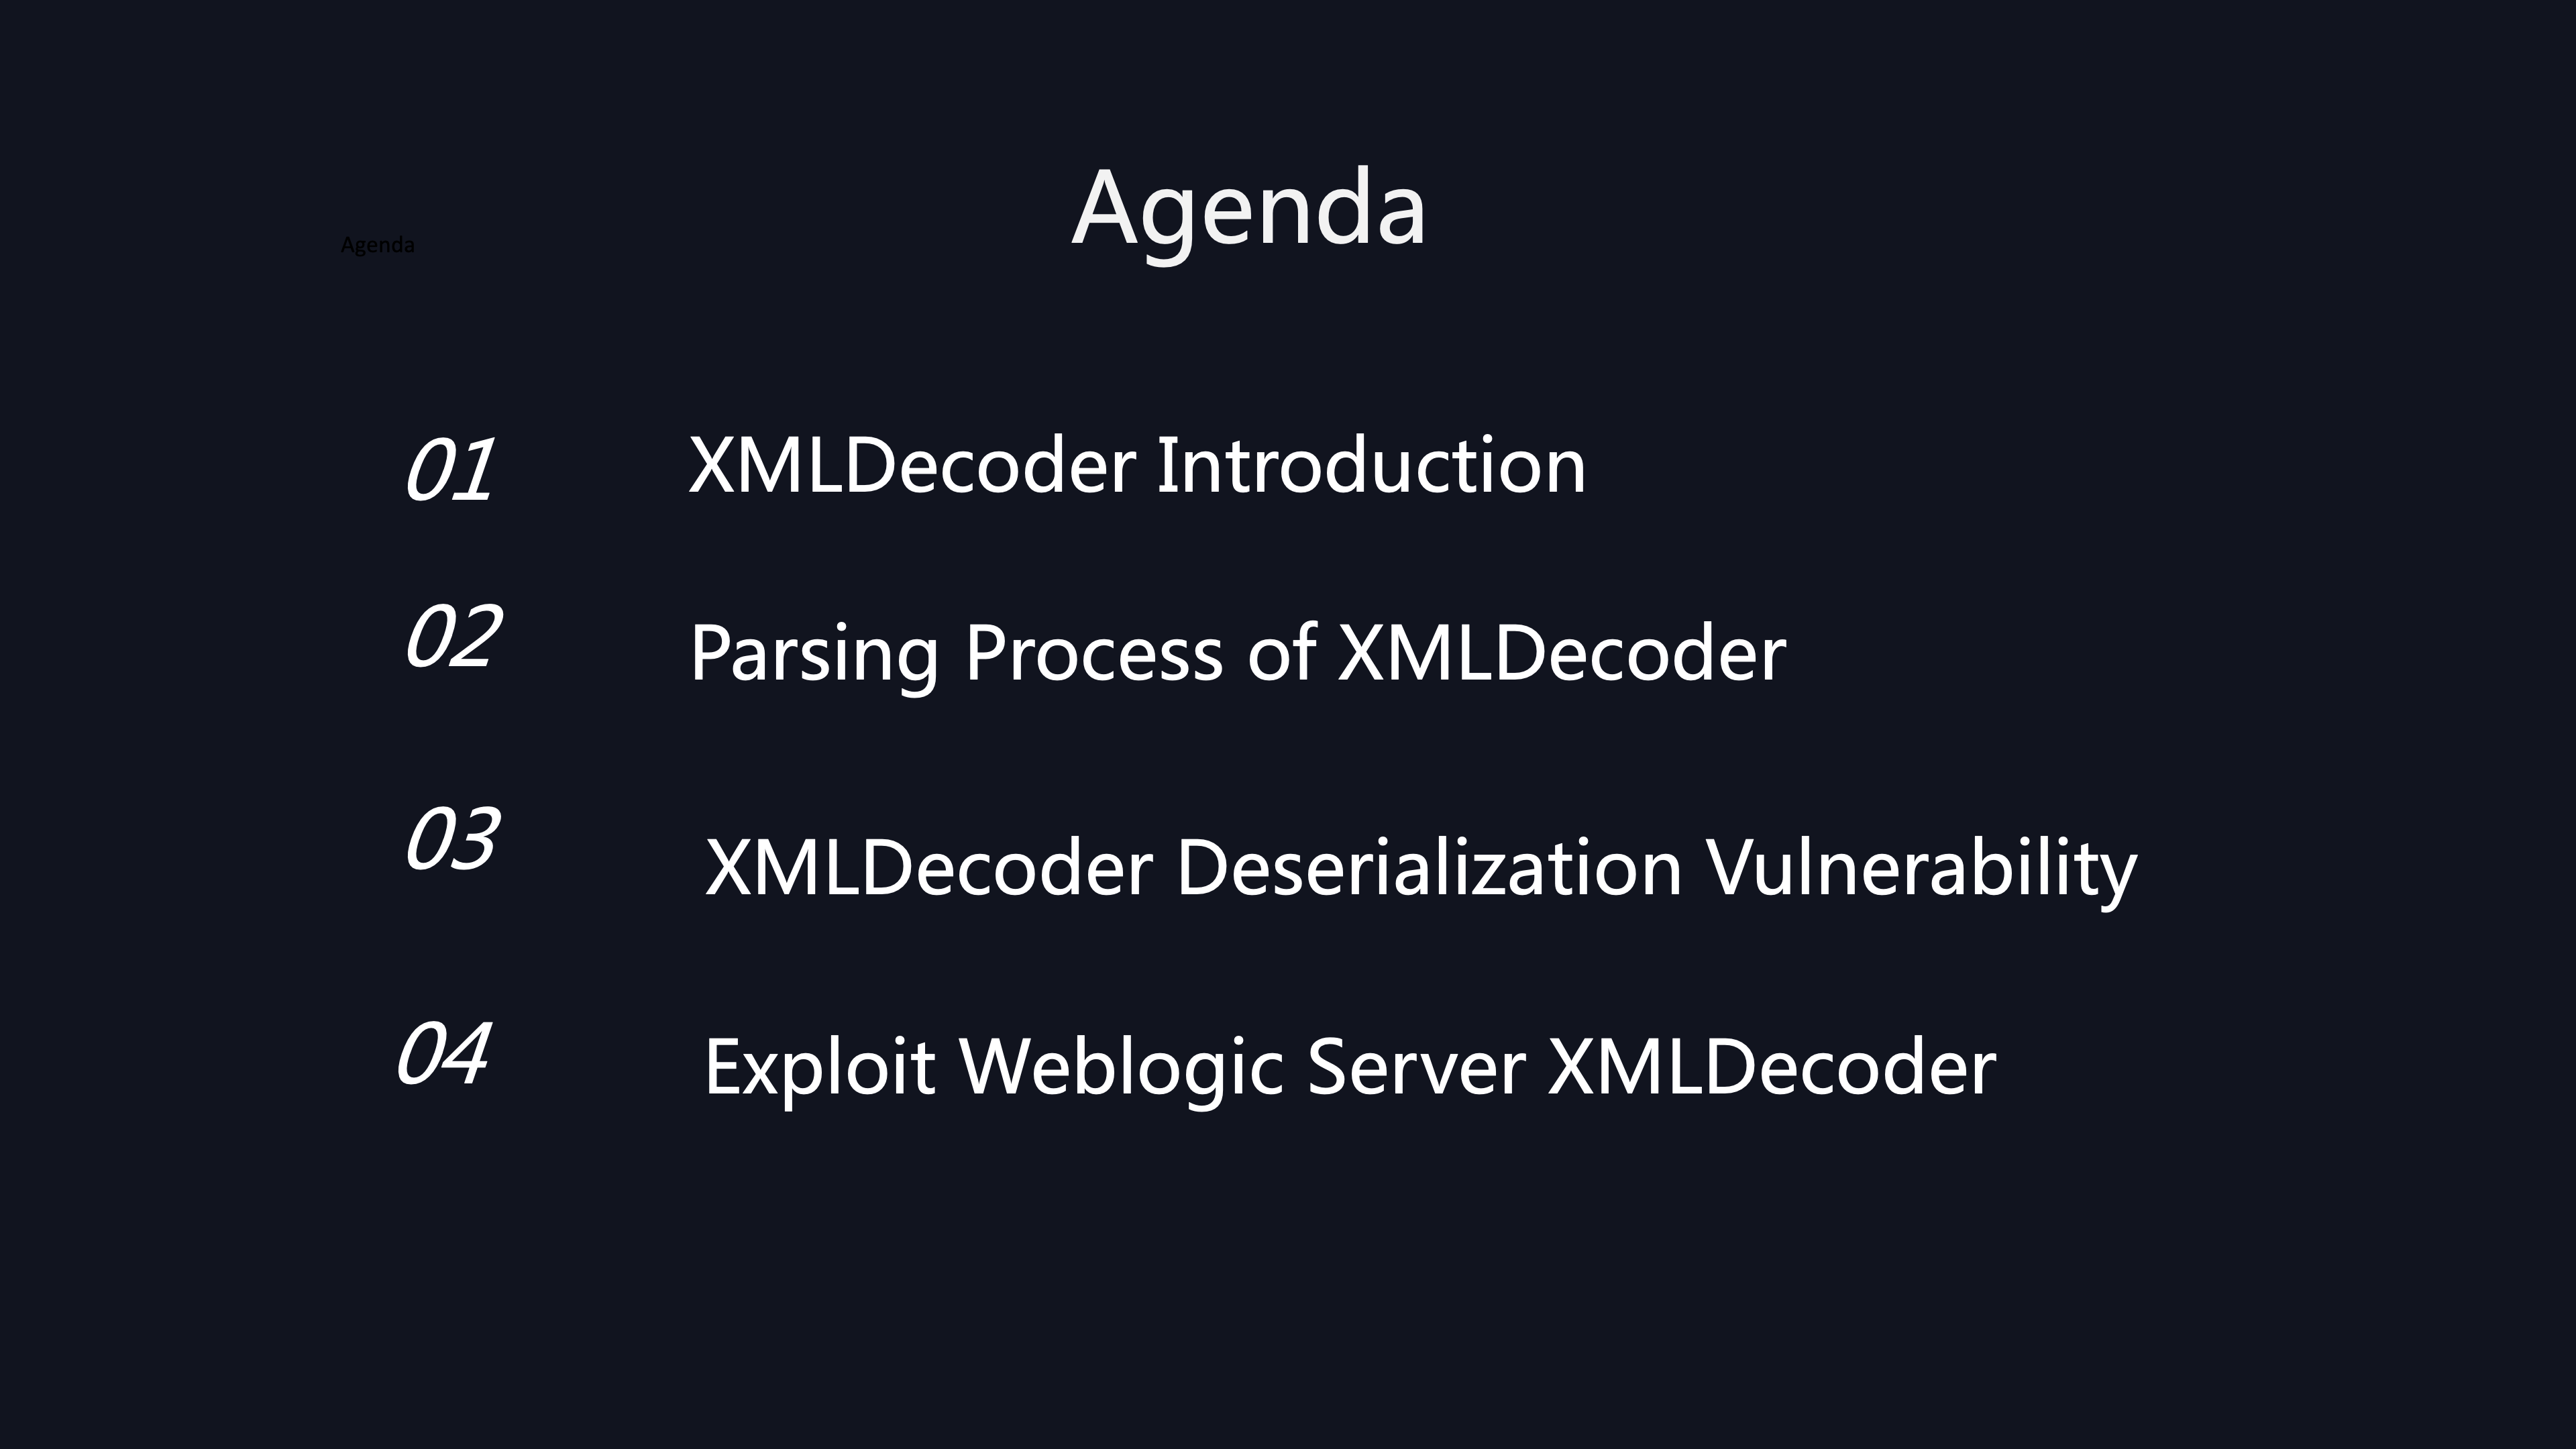 Agenda
Agenda
01 XMLDecoder Introduction
02 Parsing Process of XMLDecoder
03 XMLDecoder Deserialization Vulnerability
04 Exploit Weblogic Server XMLDecoder